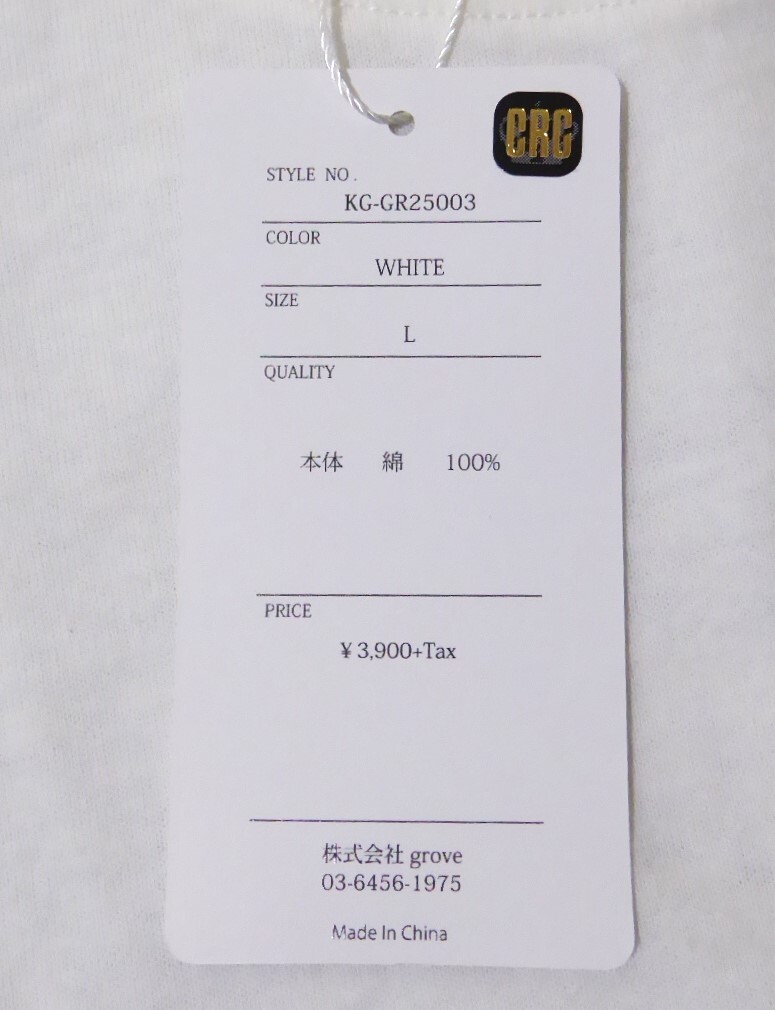 CRC
STYLE NO.
KG-GR25003
COLOR
WHITE
SIZE
L
QUALITY
本体 綿 100%
PRICE
¥3,900+Tax
株式会社 grove
03-6456-1975
Made In China